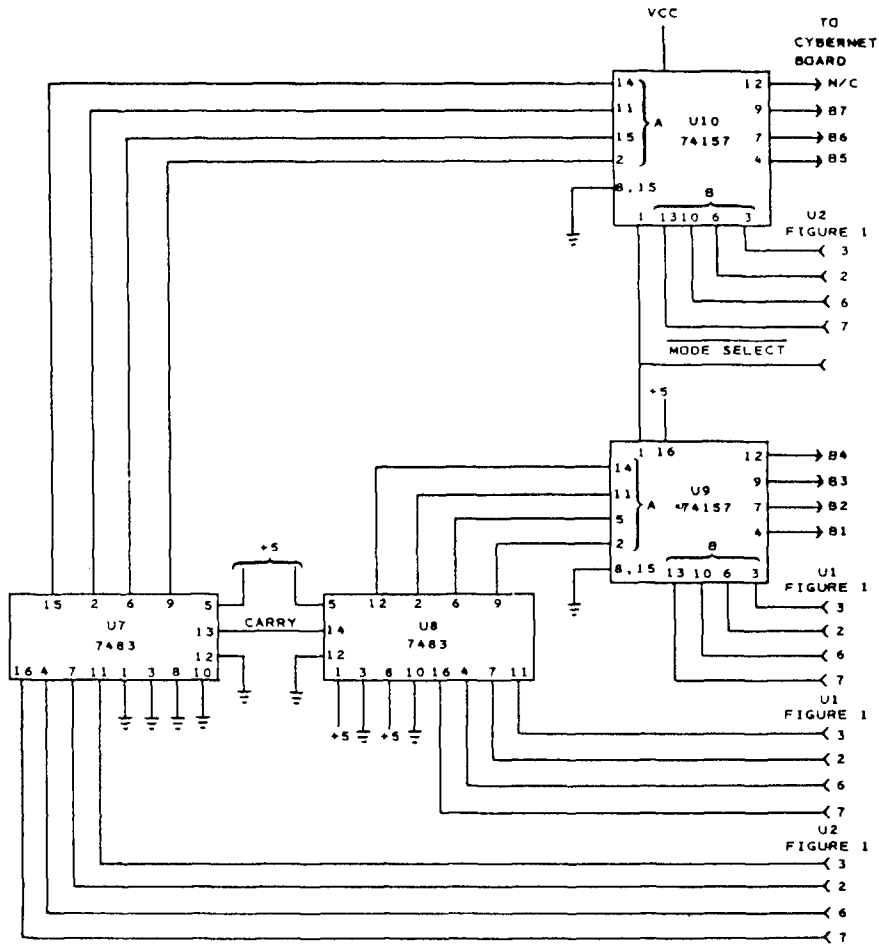 VCC
TO
CYBERNET
BOARD
14 12 N/C
11 A U10 9 B7
15 74157 7 B6
2 4 B5
8,15 B
1 13 10 6 3 U2
FIGURE 1
3
2
6
7
MODE SELECT
+5
1 16 12 B4
14 9 B3
11 A U9 7 B2
5 74157 4 B1
2 B
8,15 13 10 6 3 U1
FIGURE 1
3
2
6
7
+5
15 2 6 9 5 5 12 2 6 9
U7 13 CARRY 14 U8
7483 12 12 7483
16 4 7 11 1 3 8 10 1 3 8 10 16 4 7 11
+5 +5
U1
FIGURE 1
3
2
6
7
U2
FIGURE 1
3
2
6
7